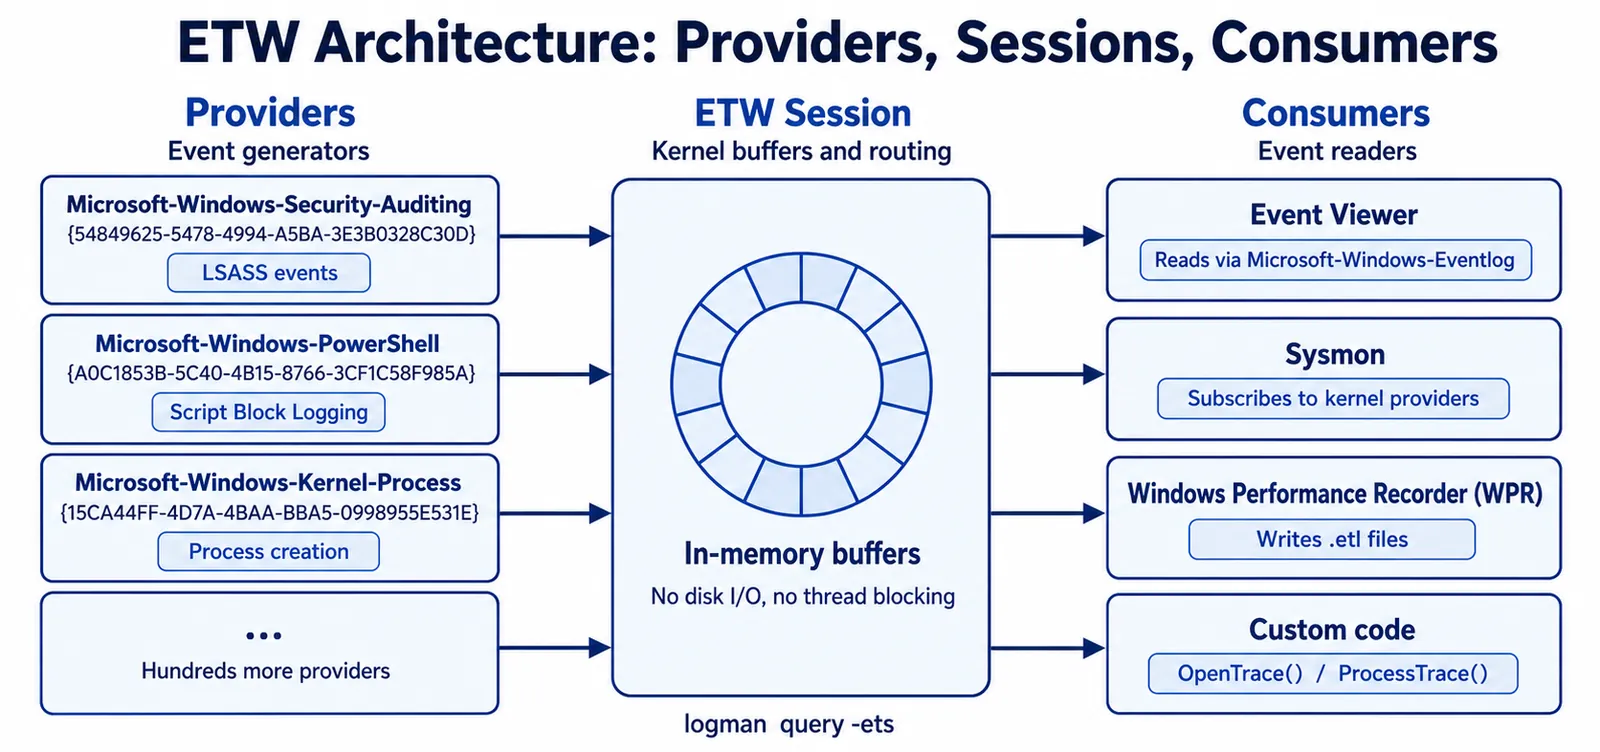 ETW Architecture: Providers, Sessions, Consumers
Providers
Event generators
Microsoft-Windows-Security-Auditing
{54849625-5478-4994-A5BA-3E3B0328C30D}
LSASS events
Microsoft-Windows-PowerShell
{A0C1853B-5C40-4B15-8766-3CF1C58F985A}
Script Block Logging
Microsoft-Windows-Kernel-Process
{15CA44FF-4D7A-4BAA-BBA5-0998955E531E}
Process creation
...
Hundreds more providers
ETW Session
Kernel buffers and routing
In-memory buffers
No disk I/O, no thread blocking
logman query -ets
Consumers
Event readers
Event Viewer
Reads via Microsoft-Windows-Eventlog
Sysmon
Subscribes to kernel providers
Windows Performance Recorder (WPR)
Writes .etl files
Custom code
OpenTrace() / ProcessTrace()